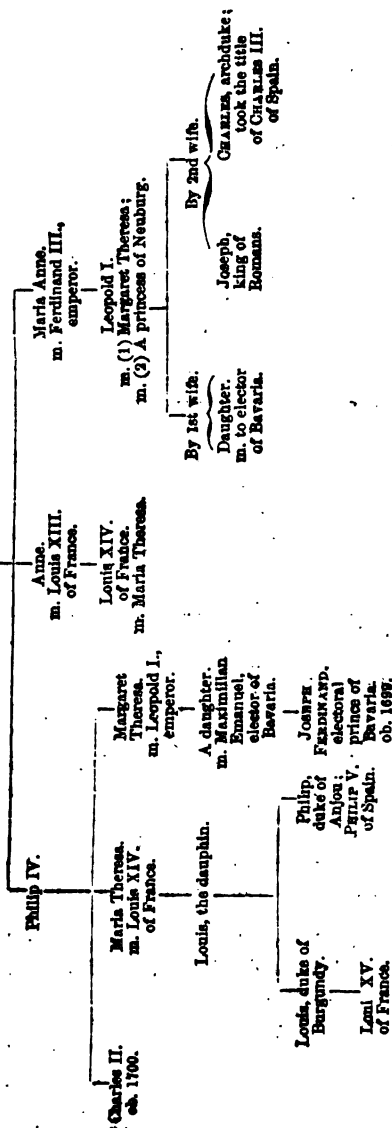 Philip IV.
Anne.
m. Louis XIII.
of France.
Maria Anne.
m. Ferdinand III.,
emperor.
Charles II.
ob. 1700.
Maria Theresa.
m. Louis XIV.
of France.
Margaret
Theresa.
m. Leopold I.,
emperor.
Louis XIV.
of France.
m. Maria Theresa.
Leopold I.
m. (1) Margaret Theresa;
m. (2) A princess of Neuburg.
Louis, the dauphin.
A daughter.
m. Maximilian
Emanuel,
elector of
Bavaria.
By 1st wife.
Daughter.
m. to elector
of Bavaria.
By 2nd wife.
Joseph,
king of
Romans.
CHARLES, archduke;
took the title
of CHARLES III.
of Spain.
Louis, duke of
Burgundy.
Philip,
duke of
Anjou;
PHILIP V.
of Spain.
JOSEPH
FERDINAND.
electoral
prince of
Bavaria.
ob. 1699.
Loui XV.
of France.